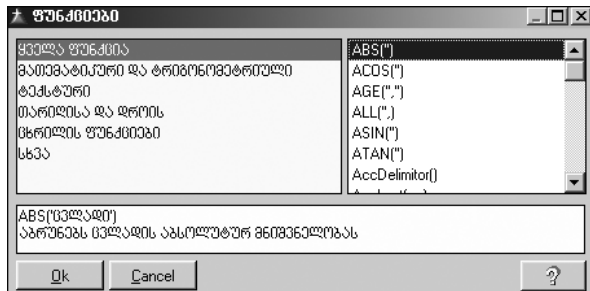 ფუნქციები
ყველა ფუნქცია
მათემატიკური და ტრიგონომეტრიული
ტექსტური
თარიღისა და დროის
ცხრილის ფუნქციები
სხვა
ABS('')
ACOS('')
AGE('','')
ALL('',)
ASIN('')
ATAN('')
AccDelimitor()
ABS('ცვლადი')
აბრუნებს ცვლადის აბსოლუტურ მნიშვნელობას
Ok
Cancel
?